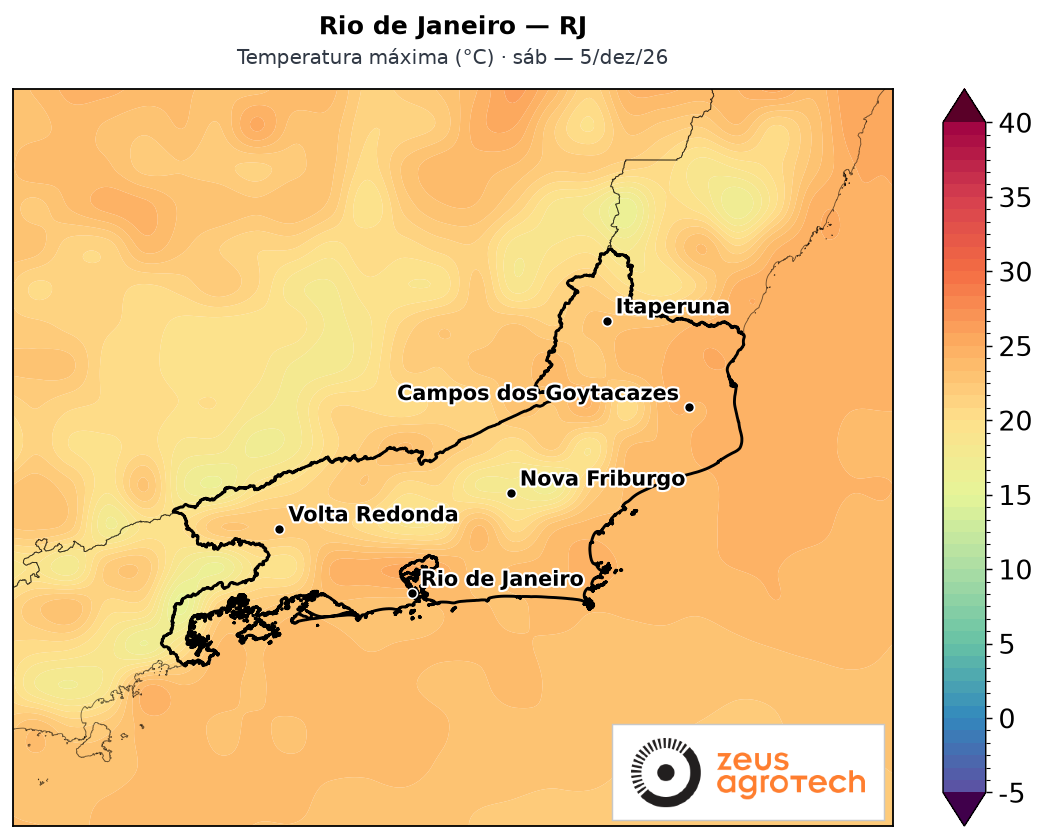 Rio de Janeiro — RJ
Temperatura máxima (°C) · sáb — 5/dez/26
Itaperuna
Campos dos Goytacazes
Nova Friburgo
Volta Redonda
Rio de Janeiro
40
35
30
25
20
15
10
5
0
-5
zeus
agrotech